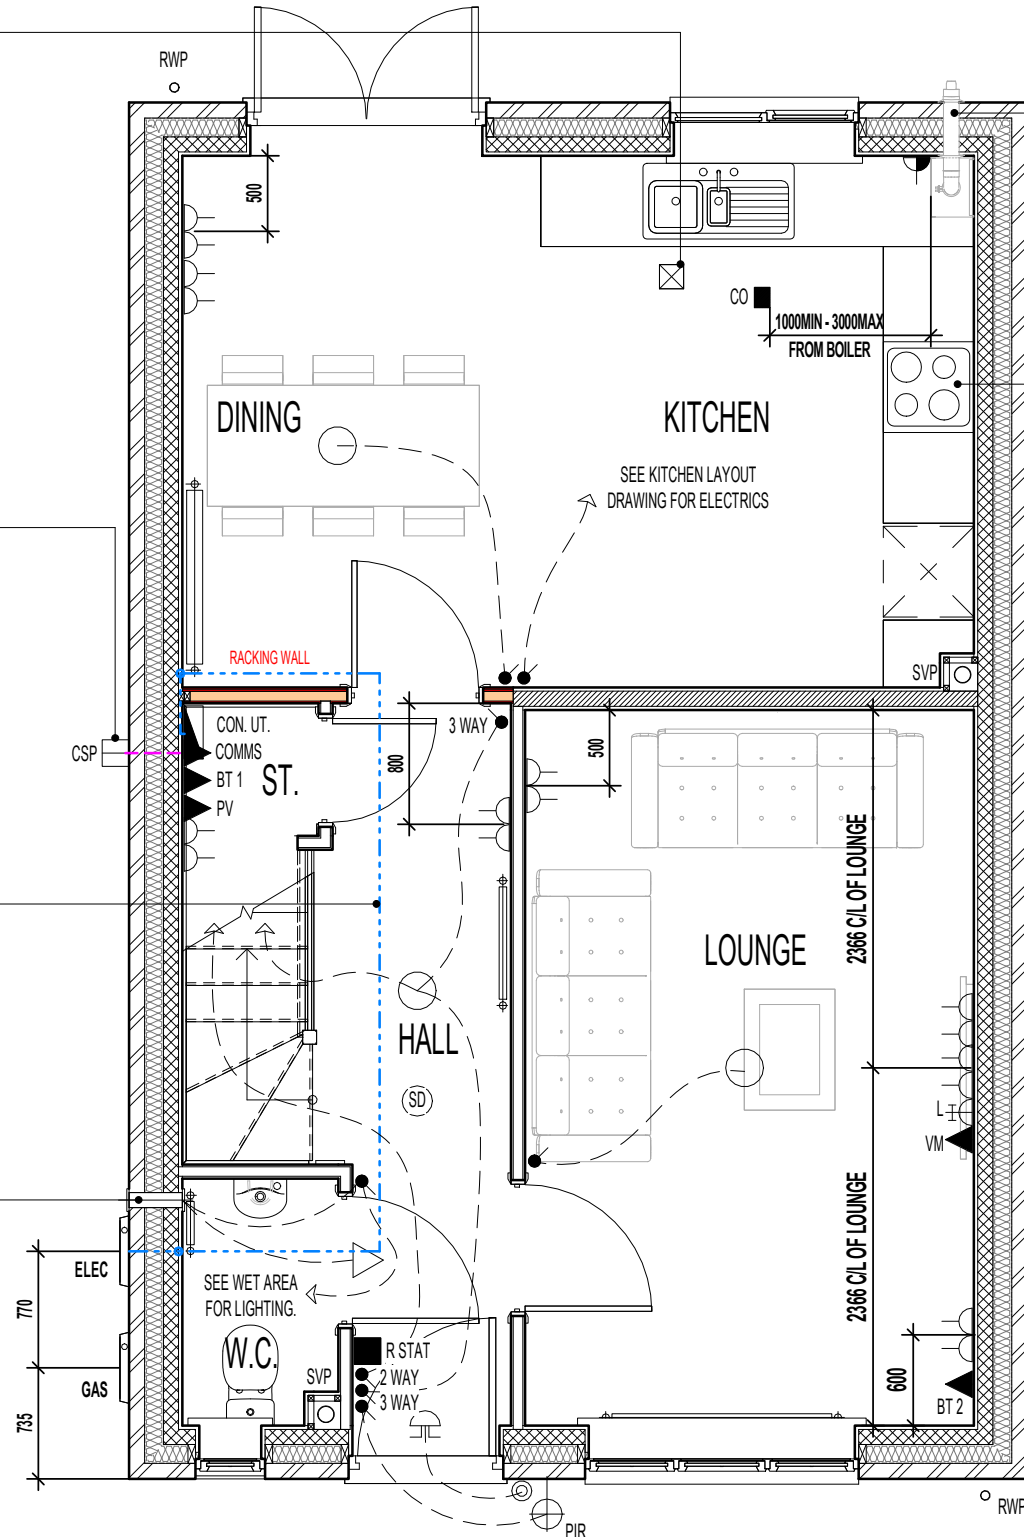 RWP
500
CO
1000MIN - 3000MAX
FROM BOILER
DINING
KITCHEN
SEE KITCHEN LAYOUT
DRAWING FOR ELECTRICS
RACKING WALL
SVP
CON. UT.
3 WAY
CSP
COMMS
BT 1
ST.
PV
800
500
2366 C/L OF LOUNGE
LOUNGE
HALL
SD
L
VM
2366 C/L OF LOUNGE
ELEC
770
SEE WET AREA
FOR LIGHTING.
GAS
735
W.C.
SVP
R STAT
2 WAY
3 WAY
600
BT 2
RWP
PIR